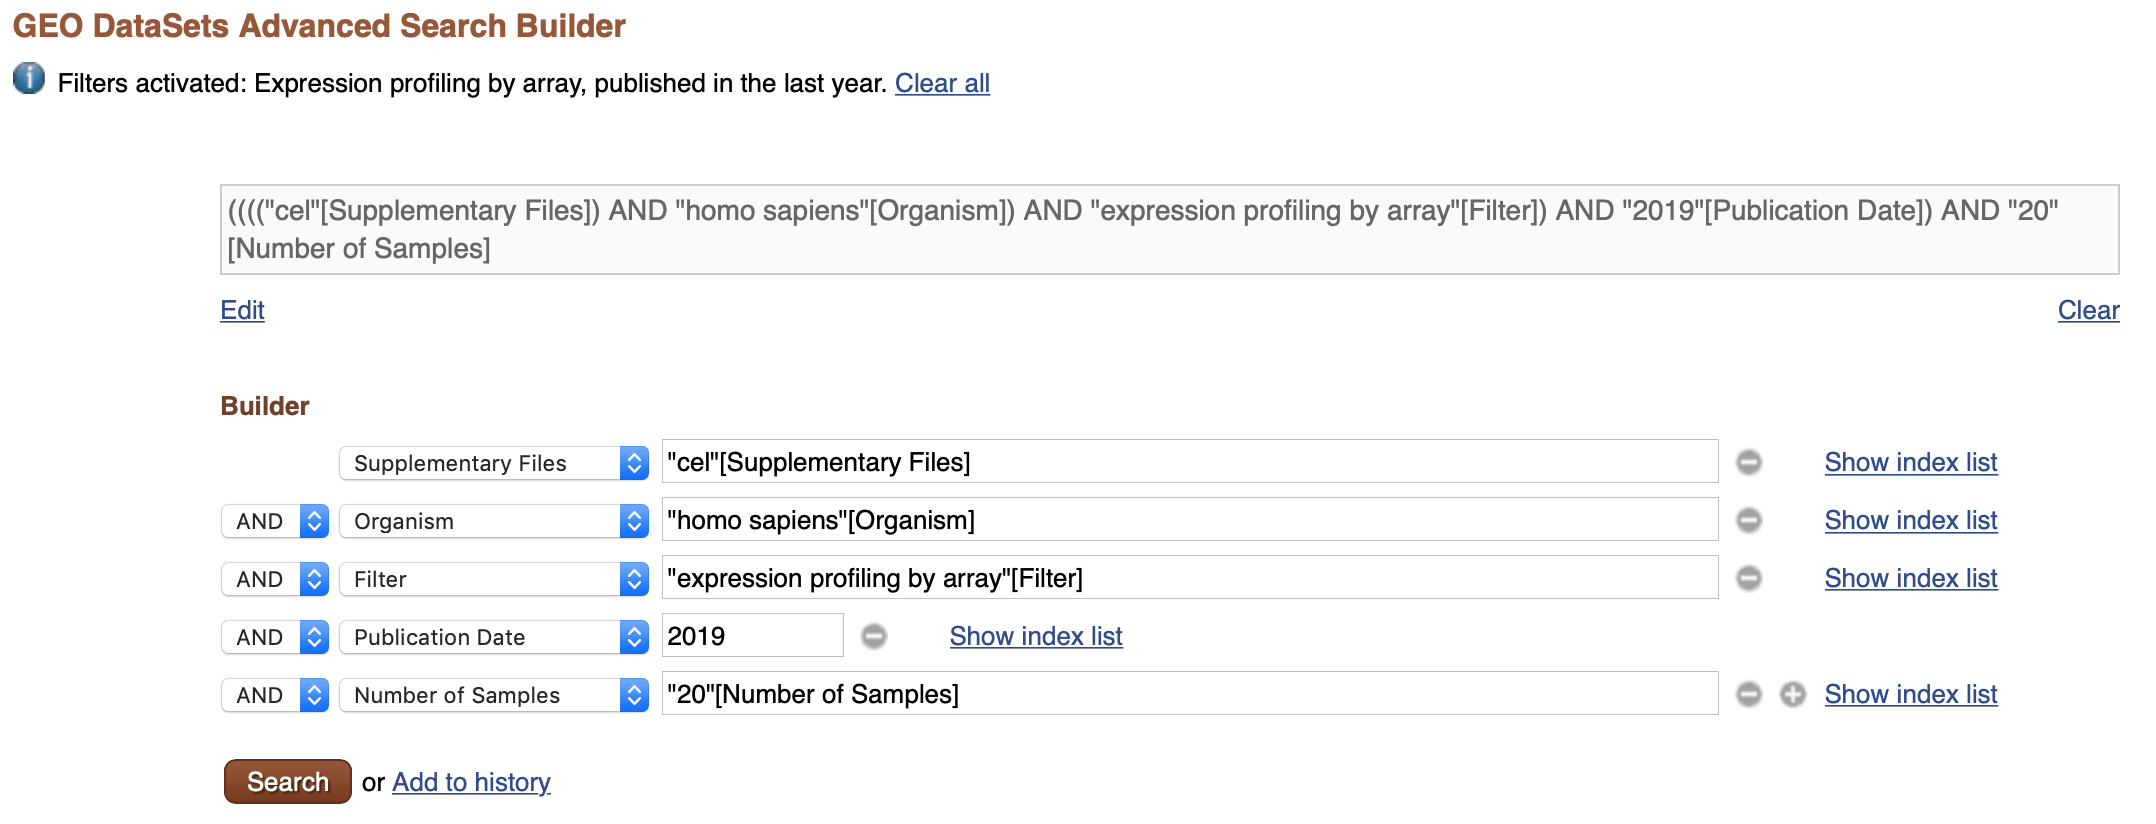 GEO DataSets Advanced Search Builder
Filters activated: Expression profiling by array, published in the last year. Clear all
(((("cel"[Supplementary Files]) AND "homo sapiens"[Organism]) AND "expression profiling by array"[Filter]) AND "2019"[Publication Date]) AND "20"
[Number of Samples]
Edit Clear
Builder
Supplementary Files "cel"[Supplementary Files] Show index list
AND Organism "homo sapiens"[Organism] Show index list
AND Filter "expression profiling by array"[Filter] Show index list
AND Publication Date 2019 Show index list
AND Number of Samples "20"[Number of Samples] Show index list
Search or Add to history